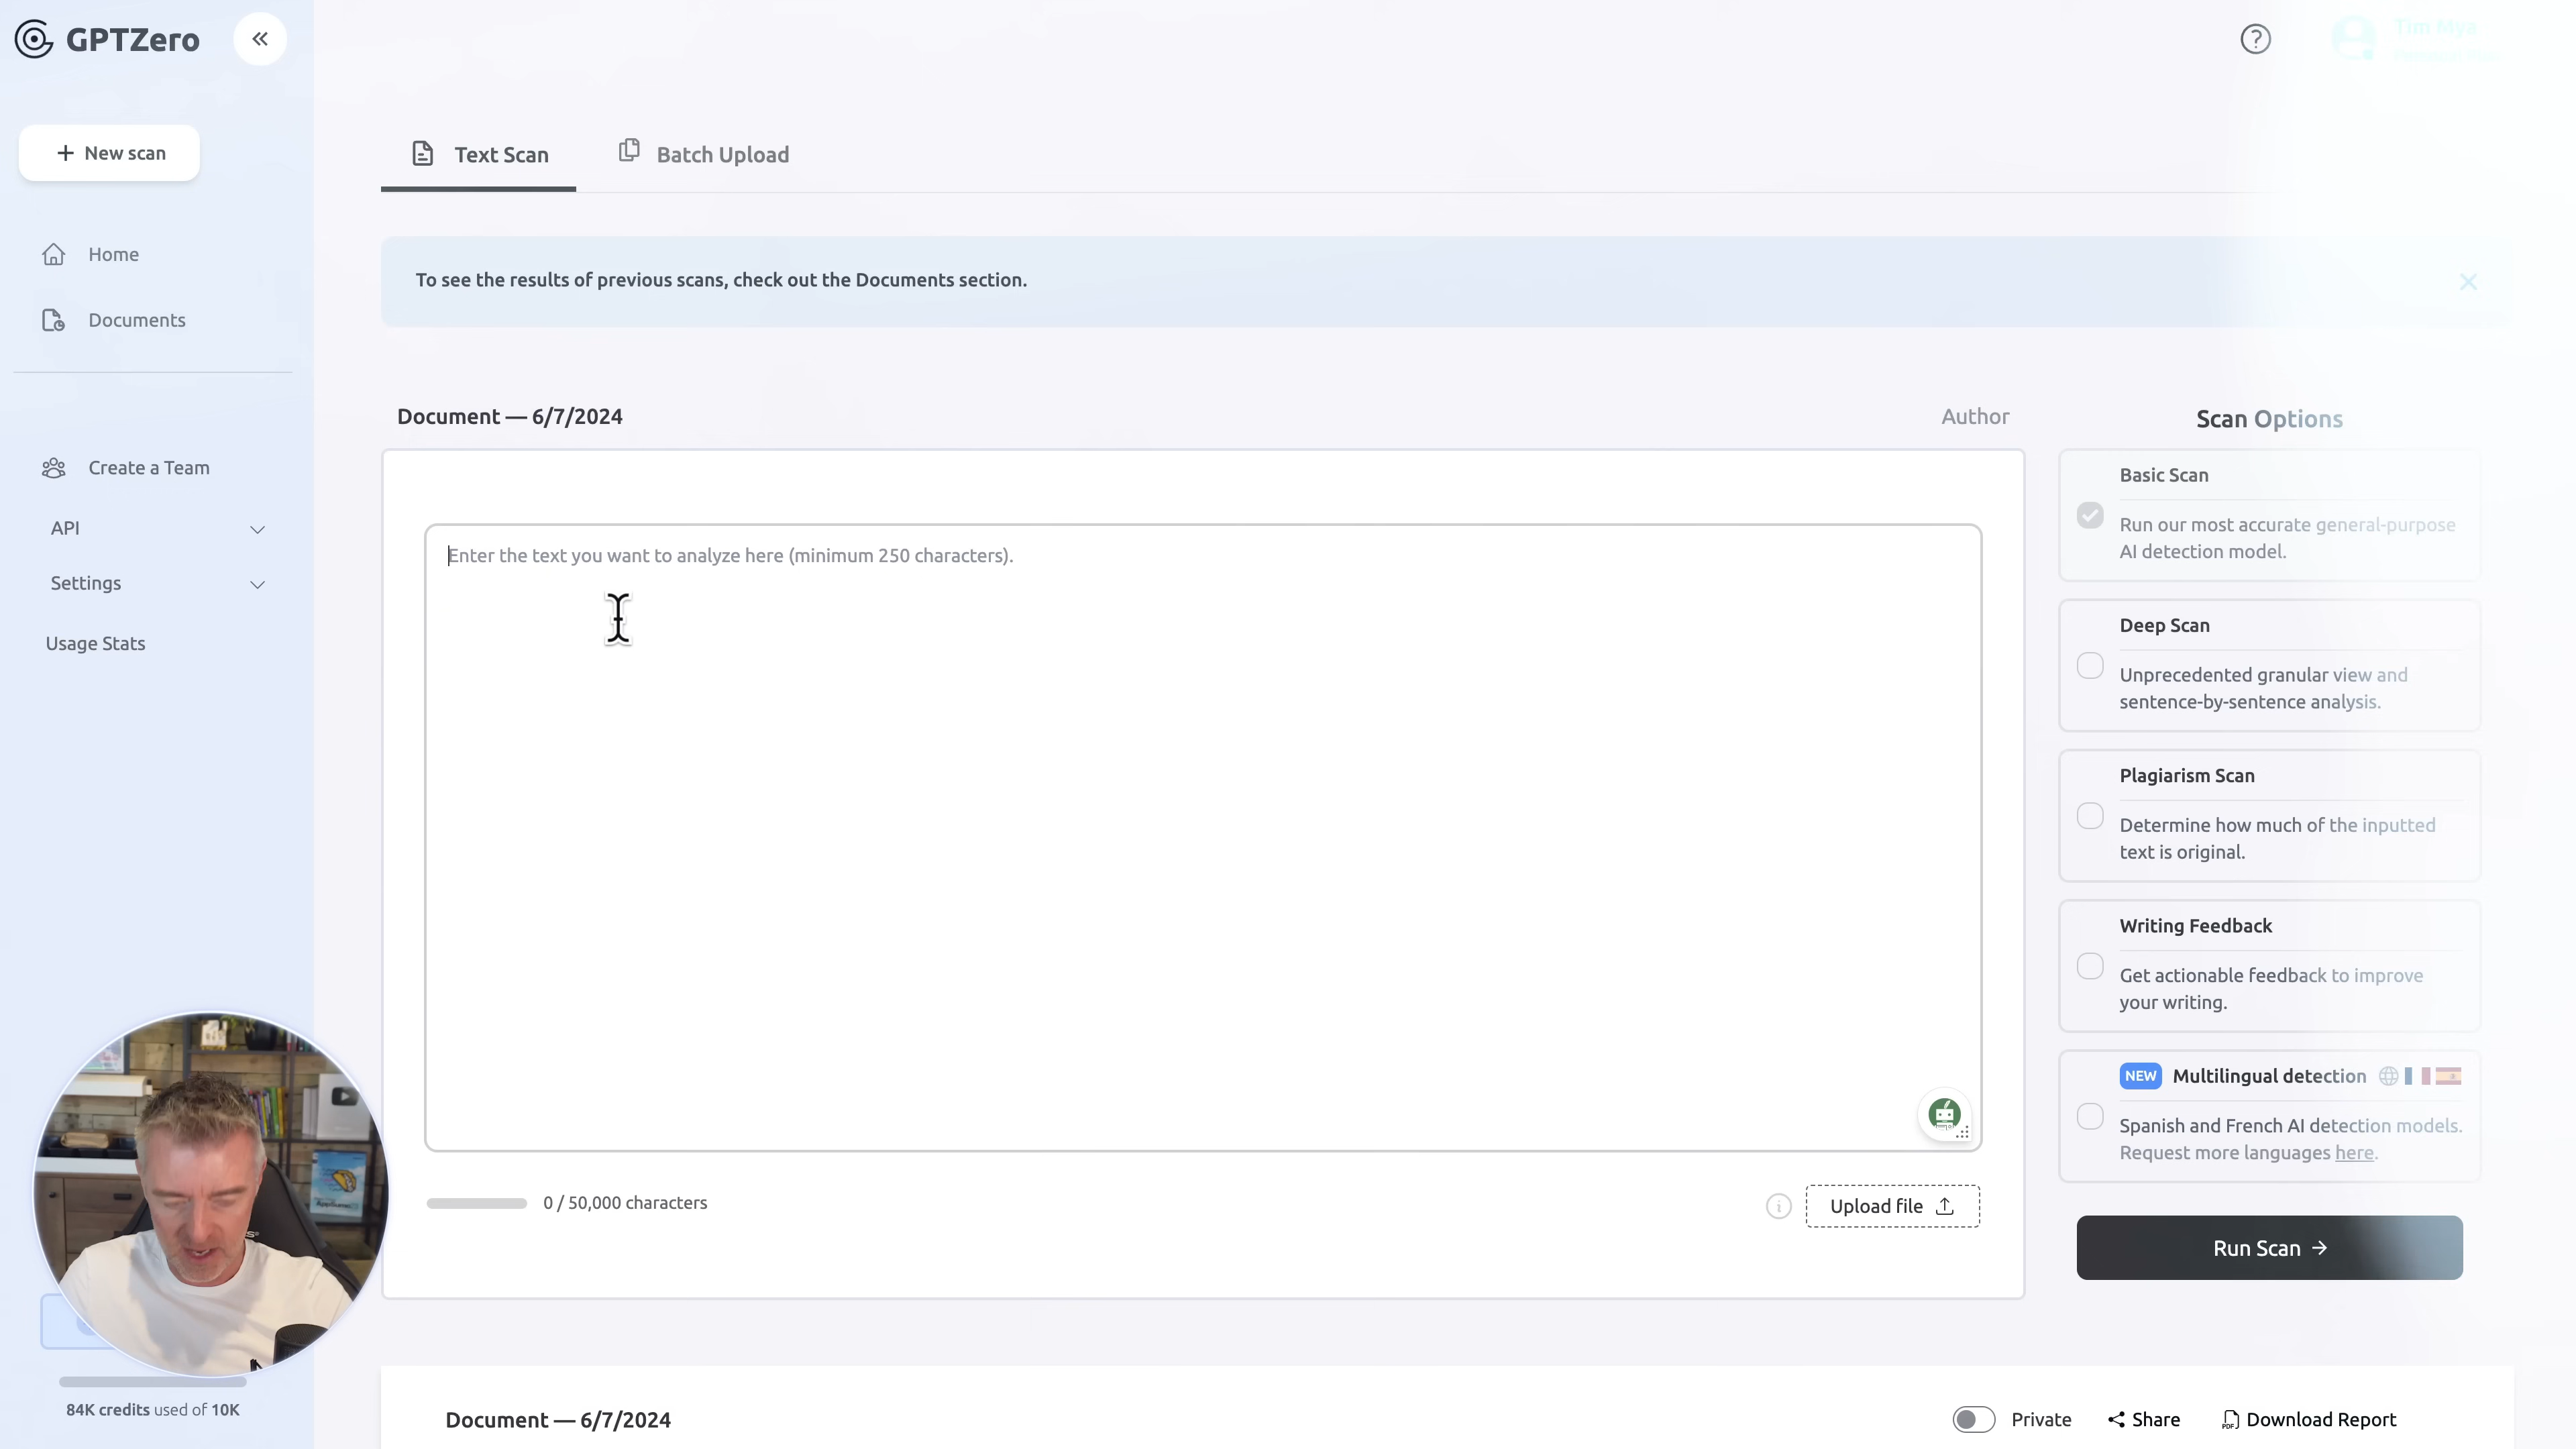 GPTZero
New scan
Home
Documents
Create a Team
API
Settings
Usage Stats
84K credits used of 10K
Tim Mya
Text Scan
Batch Upload
To see the results of previous scans, check out the Documents section.
Document — 6/7/2024
Author
Enter the text you want to analyze here (minimum 250 characters).
0 / 50,000 characters
Upload file
Scan Options
Basic Scan
Run our most accurate general-purpose
AI detection model.
Deep Scan
Unprecedented granular view and
sentence-by-sentence analysis.
Plagiarism Scan
Determine how much of the inputted
text is original.
Writing Feedback
Get actionable feedback to improve
your writing.
NEW Multilingual detection
Spanish and French AI detection models.
Request more languages here.
Run Scan
Document — 6/7/2024
Private
Share
Download Report